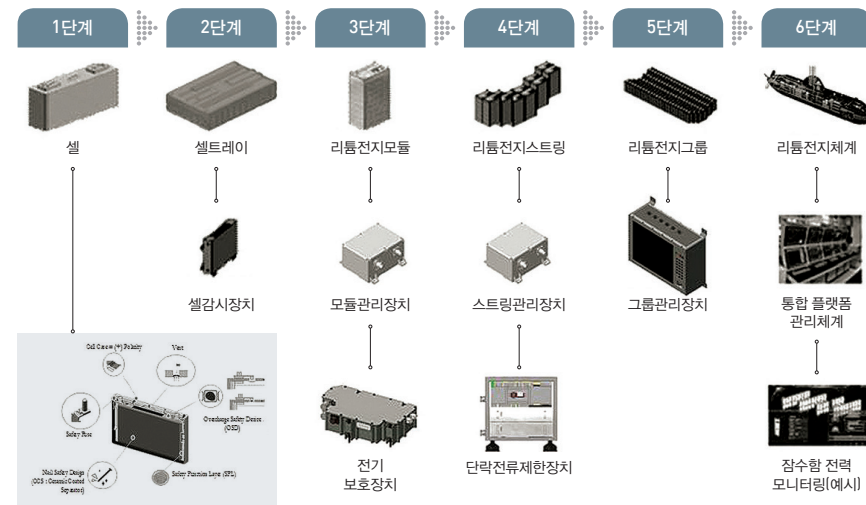 1단계
2단계
3단계
4단계
5단계
6단계
셀
셀트레이
리튬전지모듈
리튬전지스트링
리튬전지그룹
리튬전지체계
셀감시장치
모듈관리장치
스트링관리장치
그룹관리장치
통합 플랫폼
관리체계
Vent
Safety Fuse
Overcharge Safety Device
(OSD)
Nail Safety Design
(CCS : Ceramic Coated
Separator)
Safety Function Layer (SFL)
전기
보호장치
단락전류제한장치
잠수함 전력
모니터링(예시)